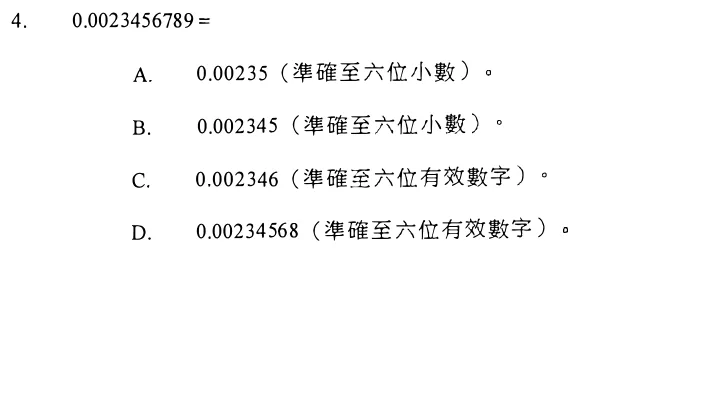 4. 0.0023456789 =
A. 0.00235（準確至六位小數）。
B. 0.002345（準確至六位小數）。
C. 0.002346（準確至六位有效數字）。
D. 0.00234568（準確至六位有效數字）。